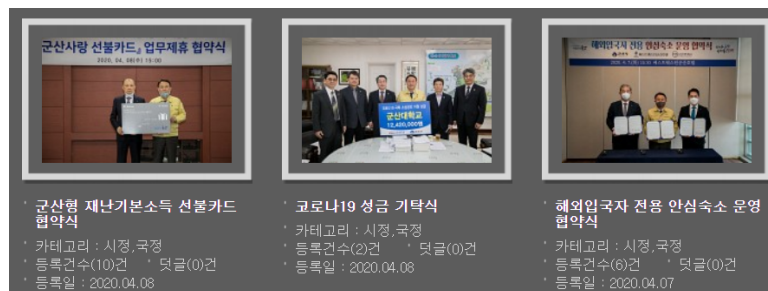 군산사랑 선불카드』 업무제휴 협약식
2020. 04. 08(수) 15:00
군산대학교
12,400,000원
해외입국자 전용 안심숙소 운영 협약식
군산형 재난기본소득 선불카드
협약식
카테고리 : 시정,국정
등록건수(10)건 ' 덧글(0)건
등록일 : 2020.04.08
코로나19 성금 기탁식
카테고리 : 시정,국정
등록건수(2)건 ' 덧글(0)건
등록일 : 2020.04.08
해외입국자 전용 안심숙소 운영
협약식
카테고리 : 시정,국정
등록건수(6)건 ' 덧글(0)건
등록일 : 2020.04.07